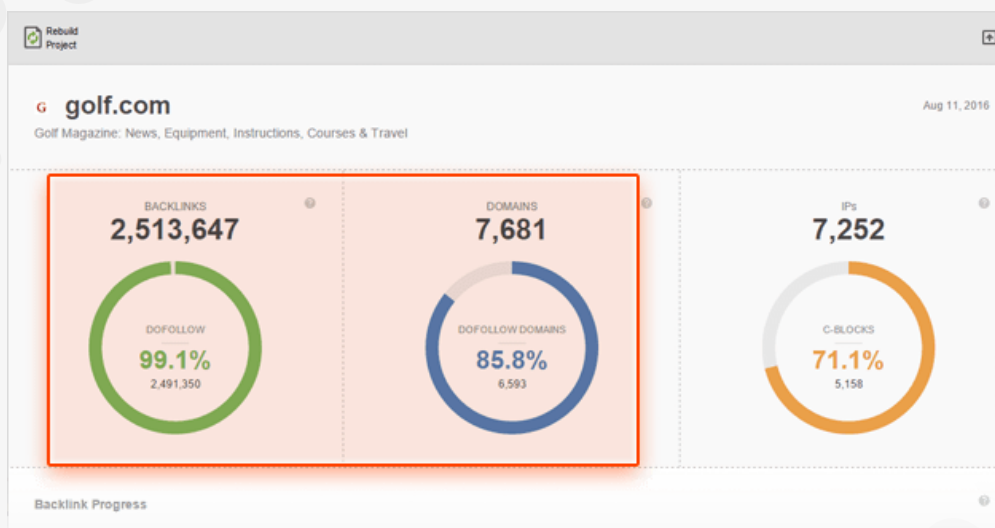 Rebuild
Project
G golf.com
Aug 11, 2016
Golf Magazine: News, Equipment, Instructions, Courses & Travel
BACKLINKS
2,513,647
DOFOLLOW
99.1%
2,491,350
DOMAINS
7,681
DOFOLLOW DOMAINS
85.8%
6,593
IPs
7,252
C-BLOCKS
71.1%
5,158
Backlink Progress